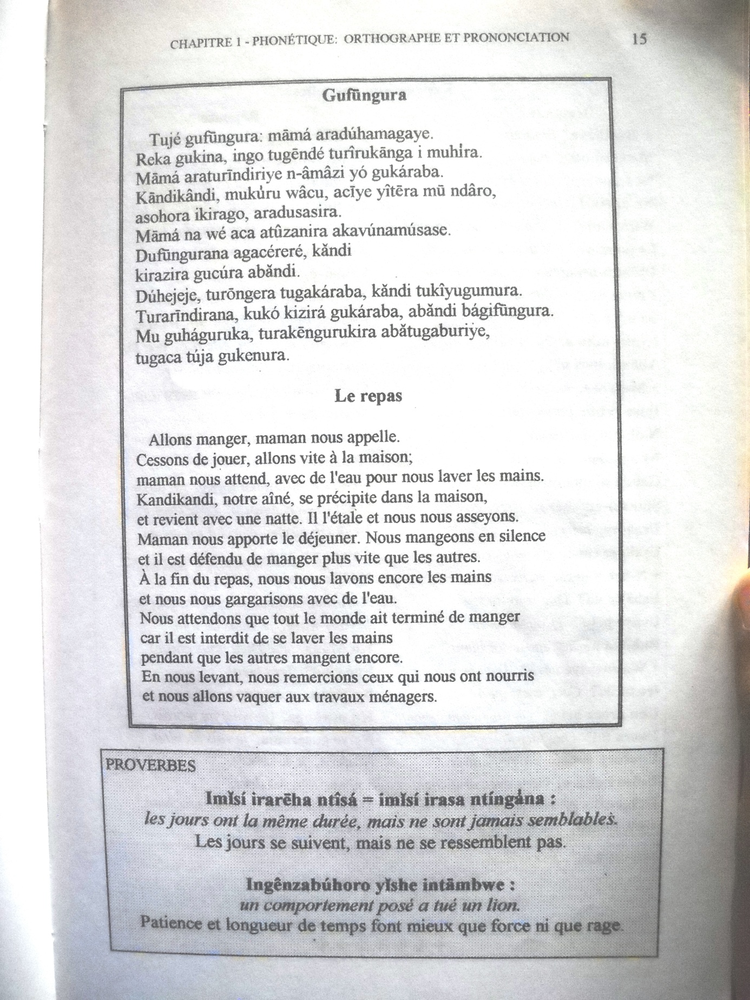 CHAPITRE 1 - PHONÉTIQUE: ORTHOGRAPHE ET PRONONCIATION 15
Gufūngura
Tujé gufūngura: māmá aradúhamagaye.
Reka gukina, ingo tugēndé turîrukānga i muhíra.
Māmá araturīndiriye n-âmâzi yó gukáraba.
Kāndikândi, mukúru wâcu, acīye yîtēra mū ndâro,
asohora ikirago, aradusasira.
Māmá na wé aca atûzanira akavúnamúsase.
Dufūngurana agacéreré, kǎndi
kirazira gucúra abǎndi.
Dúhejeje, turōngera tugakáraba, kǎndi tukîyugumura.
Turarīndirana, kukó kizirá gukáraba, abǎndi bágifūngura.
Mu guháguruka, turakēngurukira abǎtugaburiye,
tugaca túja gukenura.
Le repas
Allons manger, maman nous appelle.
Cessons de jouer, allons vite à la maison;
maman nous attend, avec de l'eau pour nous laver les mains.
Kandikandi, notre aîné, se précipite dans la maison,
et revient avec une natte. Il l'étale et nous nous asseyons.
Maman nous apporte le déjeuner. Nous mangeons en silence
et il est défendu de manger plus vite que les autres.
À la fin du repas, nous nous lavons encore les mains
et nous nous gargarisons avec de l'eau.
Nous attendons que tout le monde ait terminé de manger
car il est interdit de se laver les mains
pendant que les autres mangent encore.
En nous levant, nous remercions ceux qui nous ont nourris
et nous allons vaquer aux travaux ménagers.
PROVERBES
Imǐsí irarēha ntîsá = imǐsí irasa ntíngána :
les jours ont la même durée, mais ne sont jamais semblables.
Les jours se suivent, mais ne se ressemblent pas.
Ingênzabúhoro yǐshe intāmbwe :
un comportement posé a tué un lion.
Patience et longueur de temps font mieux que force ni que rage.